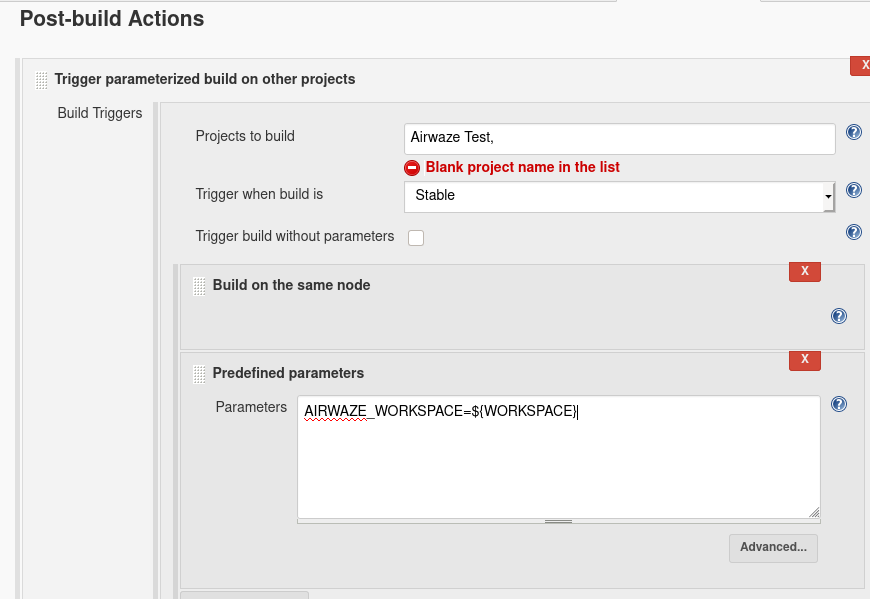 Post-build Actions
X
Trigger parameterized build on other projects
Build Triggers
Projects to build
Airwaze Test,
?
Blank project name in the list
Trigger when build is
Stable
?
Trigger build without parameters
?
X
Build on the same node
?
X
Predefined parameters
Parameters
AIRWAZE_WORKSPACE=${WORKSPACE}
?
Advanced...